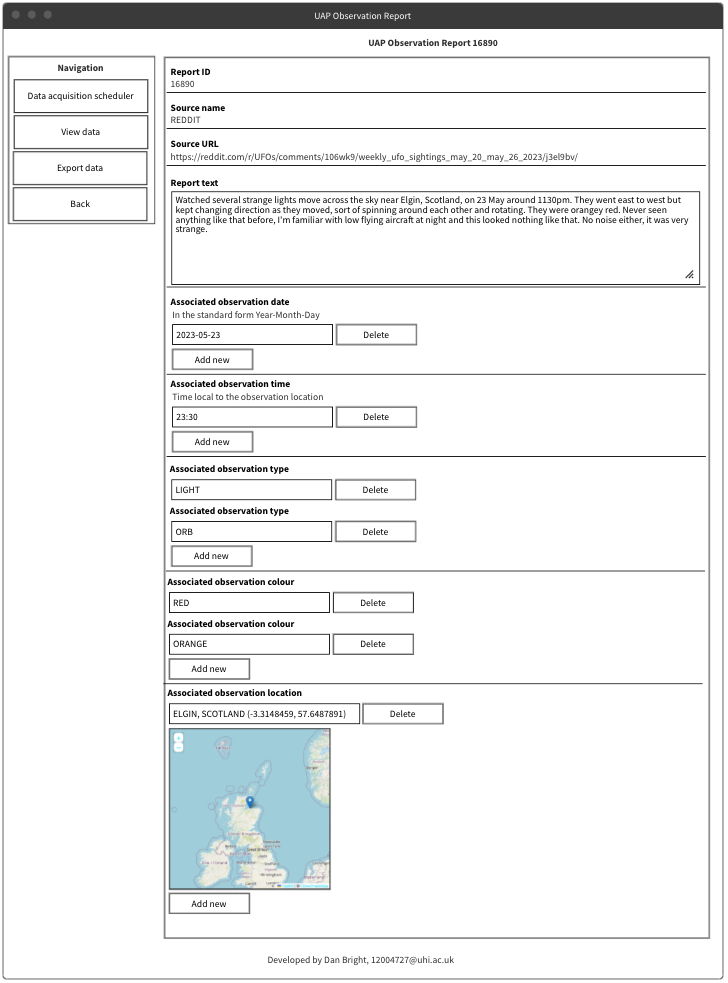 UAP Observation Report
UAP Observation Report 16890
Navigation
Data acquisition scheduler
View data
Export data
Back
Report ID
16890
Source name
REDDIT
Source URL
https://reddit.com/r/UFOs/comments/106wk9/weekly_ufo_sightings_may_20_may_26_2023/j3el9bv/
Report text
Watched several strange lights move across the sky near Elgin, Scotland, on 23 May around 1130pm. They went east to west but
kept changing direction as they moved, sort of spinning around each other and rotating. They were orangey red. Never seen
anything like that before, I'm familiar with low flying aircraft at night and this looked nothing like that. No noise either, it was very
strange.
Associated observation date
In the standard form Year-Month-Day
2023-05-23 Delete
Add new
Associated observation time
Time local to the observation location
23:30 Delete
Add new
Associated observation type
LIGHT Delete
Associated observation type
ORB Delete
Add new
Associated observation colour
RED Delete
Associated observation colour
ORANGE Delete
Add new
Associated observation location
ELGIN, SCOTLAND (-3.3148459, 57.6487891) Delete
+
−
Add new
Developed by Dan Bright, 12004727@uhi.ac.uk